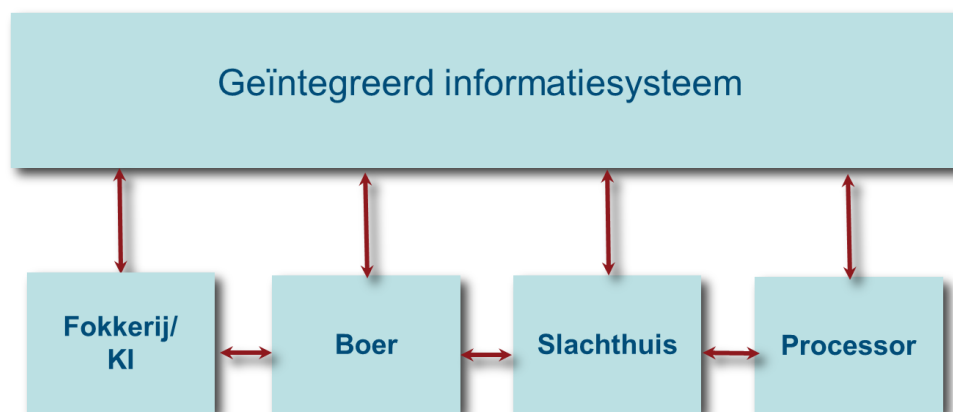 Geïntegreerd informatiesysteem
Fokkerij/
KI
Boer
Slachthuis
Processor